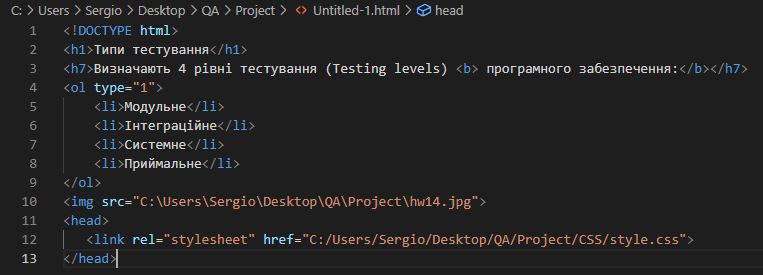 C: > Users > Sergio > Desktop > QA > Project > Untitled-1.html > head
1 <!DOCTYPE html>
2 <h1>Типи тестування</h1>
3 <h7>Визначають 4 рівні тестування (Testing levels) <b> програмного забезпечення:</b></h7>
4 <ol type="1">
5 <li>Модульне</li>
6 <li>Інтеграційне</li>
7 <li>Системне</li>
8 <li>Приймальне</li>
9 </ol>
10 <img src="C:\Users\Sergio\Desktop\QA\Project\hw14.jpg">
11 <head>
12 <link rel="stylesheet" href="C:/Users/Sergio/Desktop/QA/Project/CSS/style.css">
13 </head>